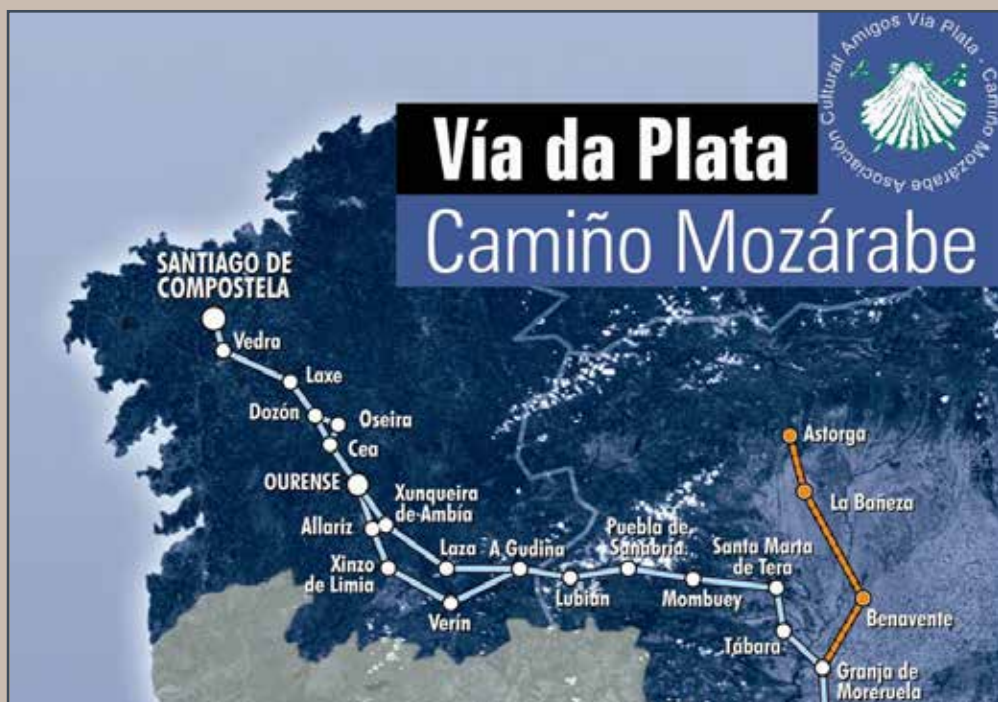 Asociación Cultural Amigos Vía Plata - Camiño Mozárabe
Vía da Plata
Camiño Mozárabe
SANTIAGO DE
COMPOSTELA
Vedra
Laxe
Dozón
Oseira
Cea
OURENSE
Xunqueira
de Ambía
Allariz
Xinzo
de Limia
Laza
A Gudiña
Verín
Lubián
Puebla de
Sanabria
Mombuey
Santa Marta
de Tera
Tábara
Astorga
La Bañeza
Benavente
Granja de
Moreruela